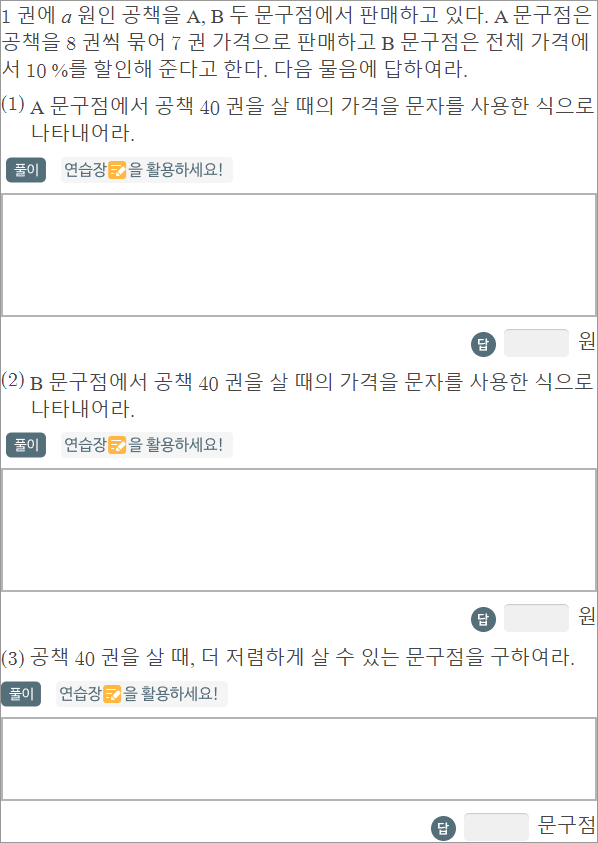 1 권에 a 원인 공책을 A, B 두 문구점에서 판매하고 있다. A 문구점은
공책을 8 권씩 묶어 7 권 가격으로 판매하고 B 문구점은 전체 가격에
서 10 %를 할인해 준다고 한다. 다음 물음에 답하여라.
(1) A 문구점에서 공책 40 권을 살 때의 가격을 문자를 사용한 식으로
나타내어라.
풀이 연습장을 활용하세요!
답 원
(2) B 문구점에서 공책 40 권을 살 때의 가격을 문자를 사용한 식으로
나타내어라.
풀이 연습장을 활용하세요!
답 원
(3) 공책 40 권을 살 때, 더 저렴하게 살 수 있는 문구점을 구하여라.
풀이 연습장을 활용하세요!
답 문구점